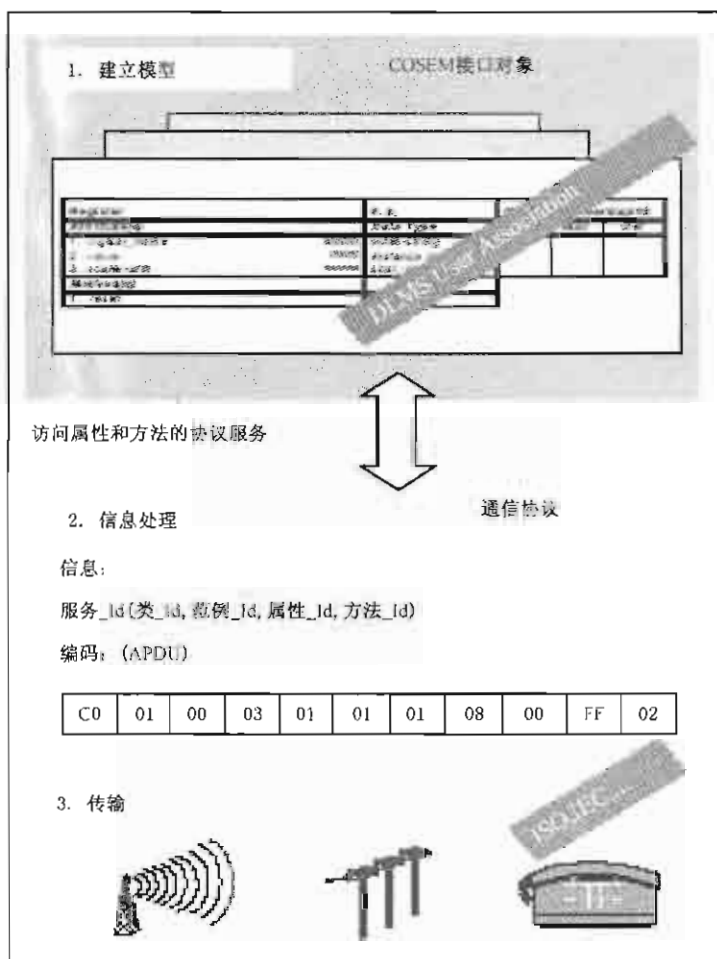 1. 建立模型
COSEM接口对象
Register
Data Type
DLMS User Association
访问属性和方法的协议服务
通信协议
2. 信息处理
信息:
服务_id(类_id, 范例_id, 属性_id, 方法_id)
编码: (APDU)
C0 01 00 03 01 01 01 08 00 FF 02
3. 传输
ISO,IEC,...